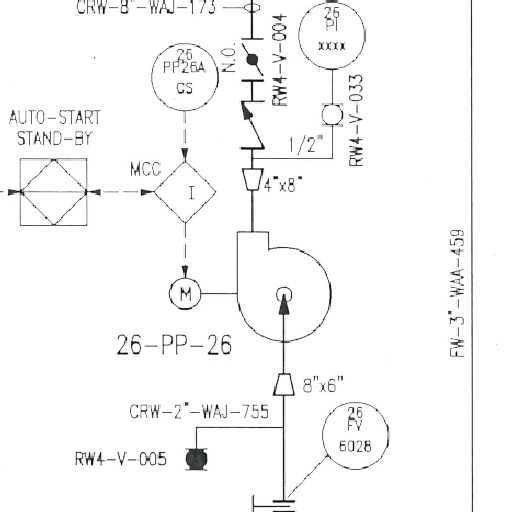 CRW-8"-WAJ-173
26
PI
xxxx
RW4-V-004
N.O.
26
PP26A
CS
RW4-V-033
AUTO-START
STAND-BY
1/2"
MCC
I
4"x8"
M
FW-3"-WAA-459
26-PP-26
8"x6"
CRW-2"-WAJ-755
26
FV
6028
RW4-V-005